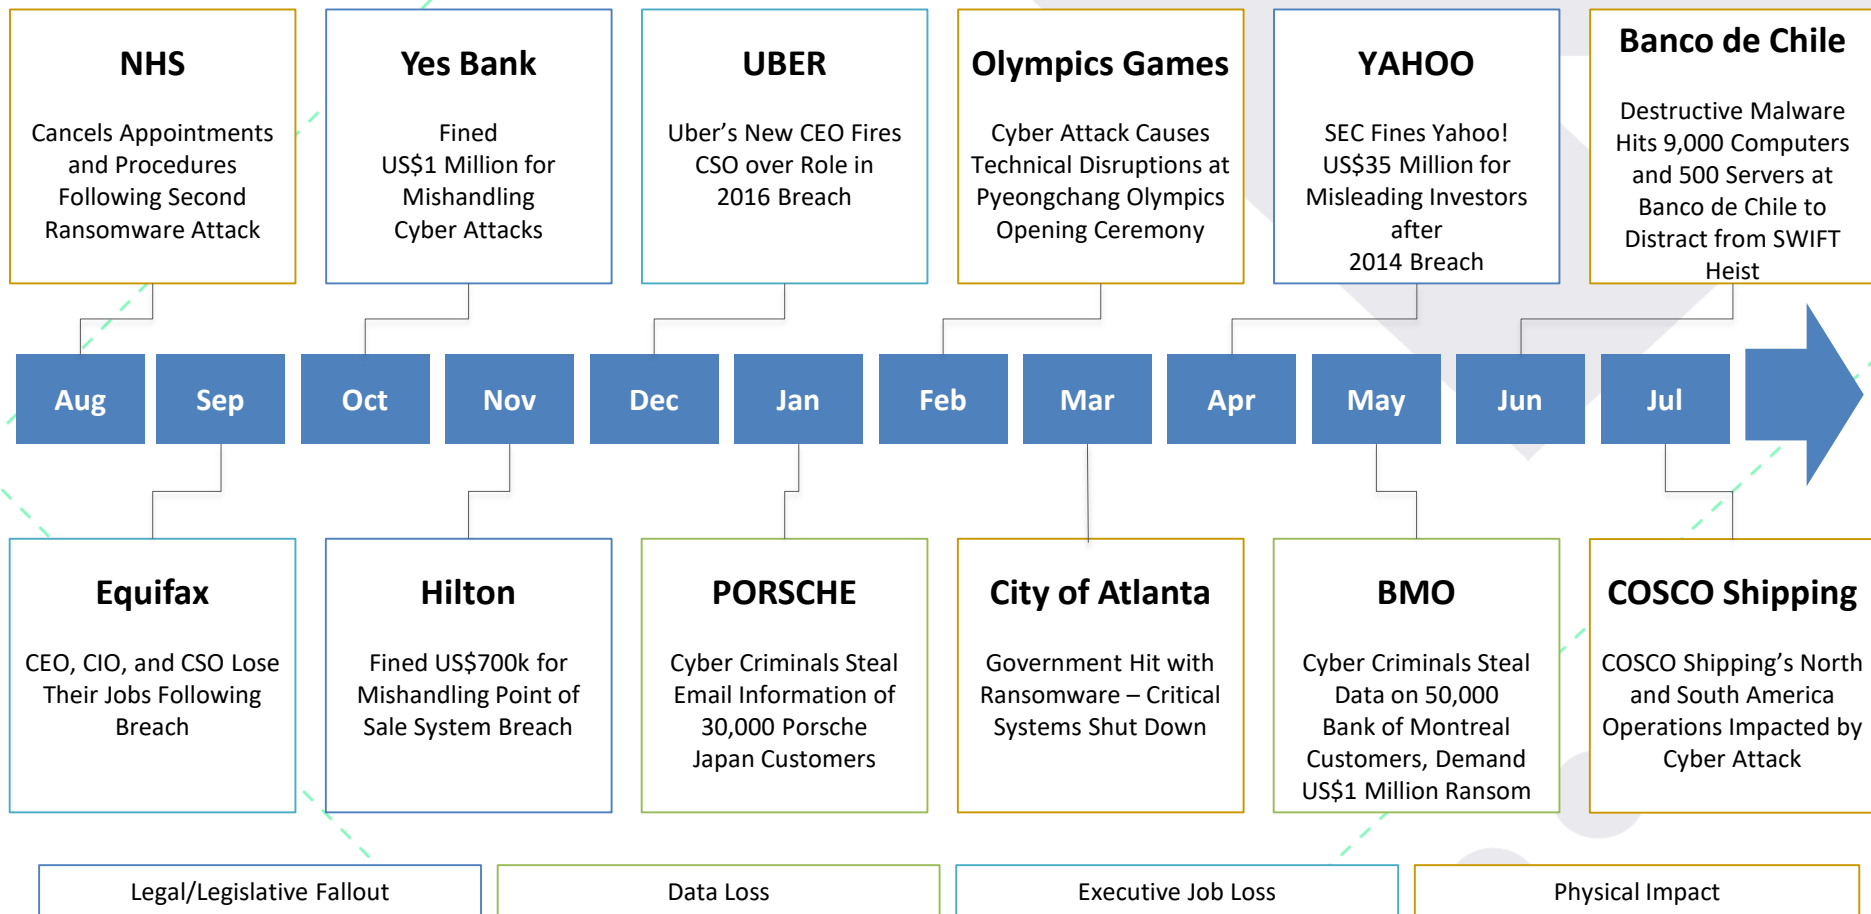 NHS
Cancels Appointments
and Procedures
Following Second
Ransomware Attack
Yes Bank
Fined
US$1 Million for
Mishandling
Cyber Attacks
UBER
Uber’s New CEO Fires
CSO over Role in
2016 Breach
Olympics Games
Cyber Attack Causes
Technical Disruptions at
Pyeongchang Olympics
Opening Ceremony
YAHOO
SEC Fines Yahoo!
US$35 Million for
Misleading Investors
after
2014 Breach
Banco de Chile
Destructive Malware
Hits 9,000 Computers
and 500 Servers at
Banco de Chile to
Distract from SWIFT
Heist
Aug
Sep
Oct
Nov
Dec
Jan
Feb
Mar
Apr
May
Jun
Jul
Equifax
CEO, CIO, and CSO Lose
Their Jobs Following
Breach
Hilton
Fined US$700k for
Mishandling Point of
Sale System Breach
PORSCHE
Cyber Criminals Steal
Email Information of
30,000 Porsche
Japan Customers
City of Atlanta
Government Hit with
Ransomware – Critical
Systems Shut Down
BMO
Cyber Criminals Steal
Data on 50,000
Bank of Montreal
Customers, Demand
US$1 Million Ransom
COSCO Shipping
COSCO Shipping’s North
and South America
Operations Impacted by
Cyber Attack
Legal/Legislative Fallout
Data Loss
Executive Job Loss
Physical Impact